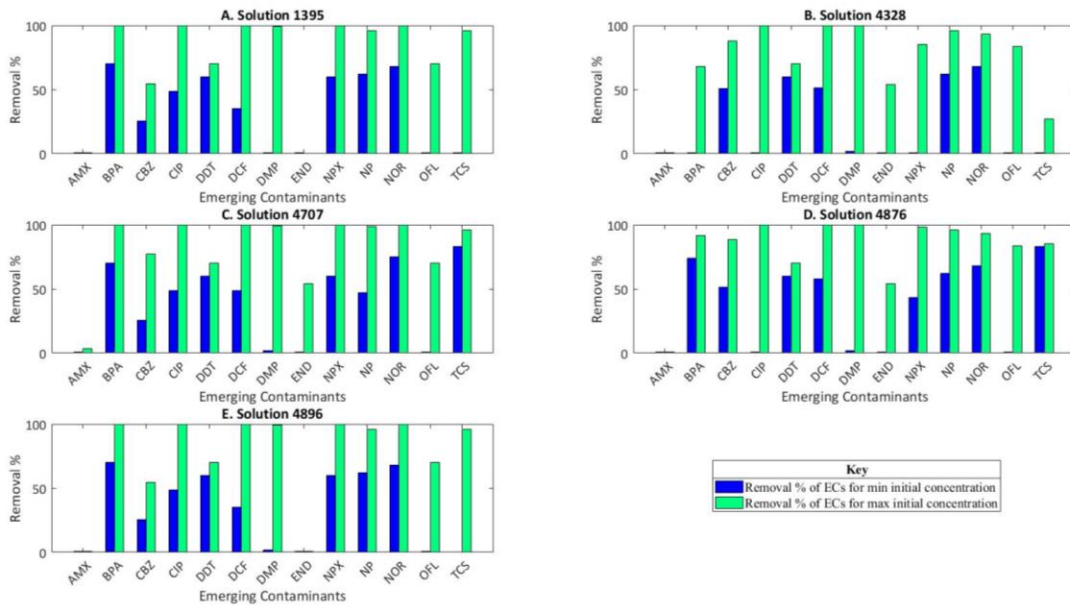 A. Solution 1395
100
50
0
Removal %
AMX
BPA
CBZ
CIP
DDT
DCF
DMP
END
NPX
NP
NOR
OFL
TCS
Emerging Contaminants
B. Solution 4328
100
50
0
Removal %
AMX
BPA
CBZ
CIP
DDT
DCF
DMP
END
NPX
NP
NOR
OFL
TCS
Emerging Contaminants
C. Solution 4707
100
50
0
Removal %
AMX
BPA
CBZ
CIP
DDT
DCF
DMP
END
NPX
NP
NOR
OFL
TCS
Emerging Contaminants
D. Solution 4876
100
50
0
Removal %
AMX
BPA
CBZ
CIP
DDT
DCF
DMP
END
NPX
NP
NOR
OFL
TCS
Emerging Contaminants
E. Solution 4896
100
50
0
Removal %
AMX
BPA
CBZ
CIP
DDT
DCF
DMP
END
NPX
NP
NOR
OFL
TCS
Emerging Contaminants
Key
Removal % of ECs for min initial concentration
Removal % of ECs for max initial concentration